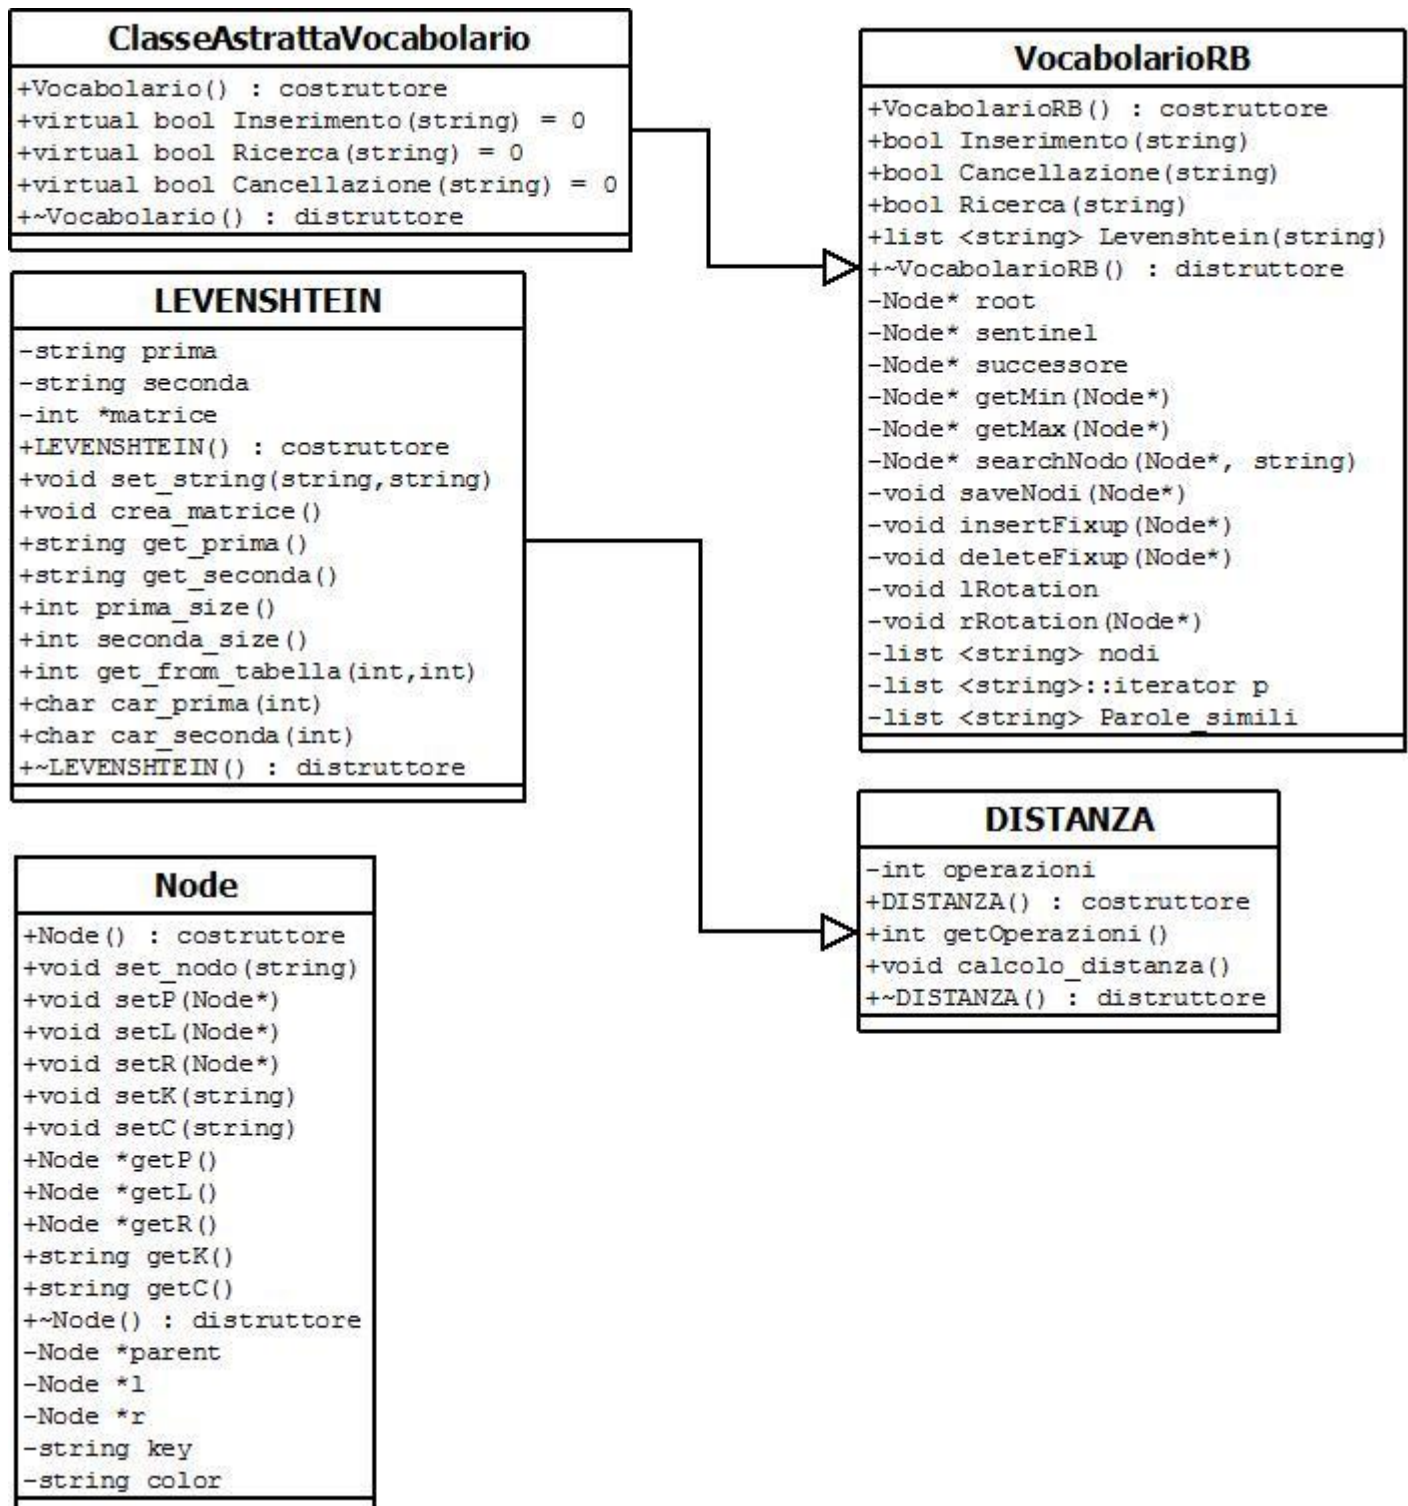 ClasseAstrattaVocabolario
+Vocabolario() : costruttore
+virtual bool Inserimento(string) = 0
+virtual bool Ricerca(string) = 0
+virtual bool Cancellazione(string) = 0
+~Vocabolario() : distruttore
LEVENSHTEIN
-string prima
-string seconda
-int *matrice
+LEVENSHTEIN() : costruttore
+void set_string(string,string)
+void crea_matrice()
+string get_prima()
+string get_seconda()
+int prima_size()
+int seconda_size()
+int get_from_tabella(int,int)
+char car_prima(int)
+char car_seconda(int)
+~LEVENSHTEIN() : distruttore
Node
+Node() : costruttore
+void set_nodo(string)
+void setP(Node*)
+void setL(Node*)
+void setR(Node*)
+void setK(string)
+void setC(string)
+Node *getP()
+Node *getL()
+Node *getR()
+string getK()
+string getC()
+~Node() : distruttore
-Node *parent
-Node *l
-Node *r
-string key
-string color
VocabolarioRB
+VocabolarioRB() : costruttore
+bool Inserimento(string)
+bool Cancellazione(string)
+bool Ricerca(string)
+list <string> Levenshtein(string)
+~VocabolarioRB() : distruttore
-Node* root
-Node* sentinel
-Node* successore
-Node* getMin(Node*)
-Node* getMax(Node*)
-Node* searchNodo(Node*, string)
-void saveNodi(Node*)
-void insertFixup(Node*)
-void deleteFixup(Node*)
-void lRotation
-void rRotation(Node*)
-list <string> nodi
-list <string>::iterator p
-list <string> Parole_simili
DISTANZA
-int operazioni
+DISTANZA() : costruttore
+int getOperazioni()
+void calcolo_distanza()
+~DISTANZA() : distruttore